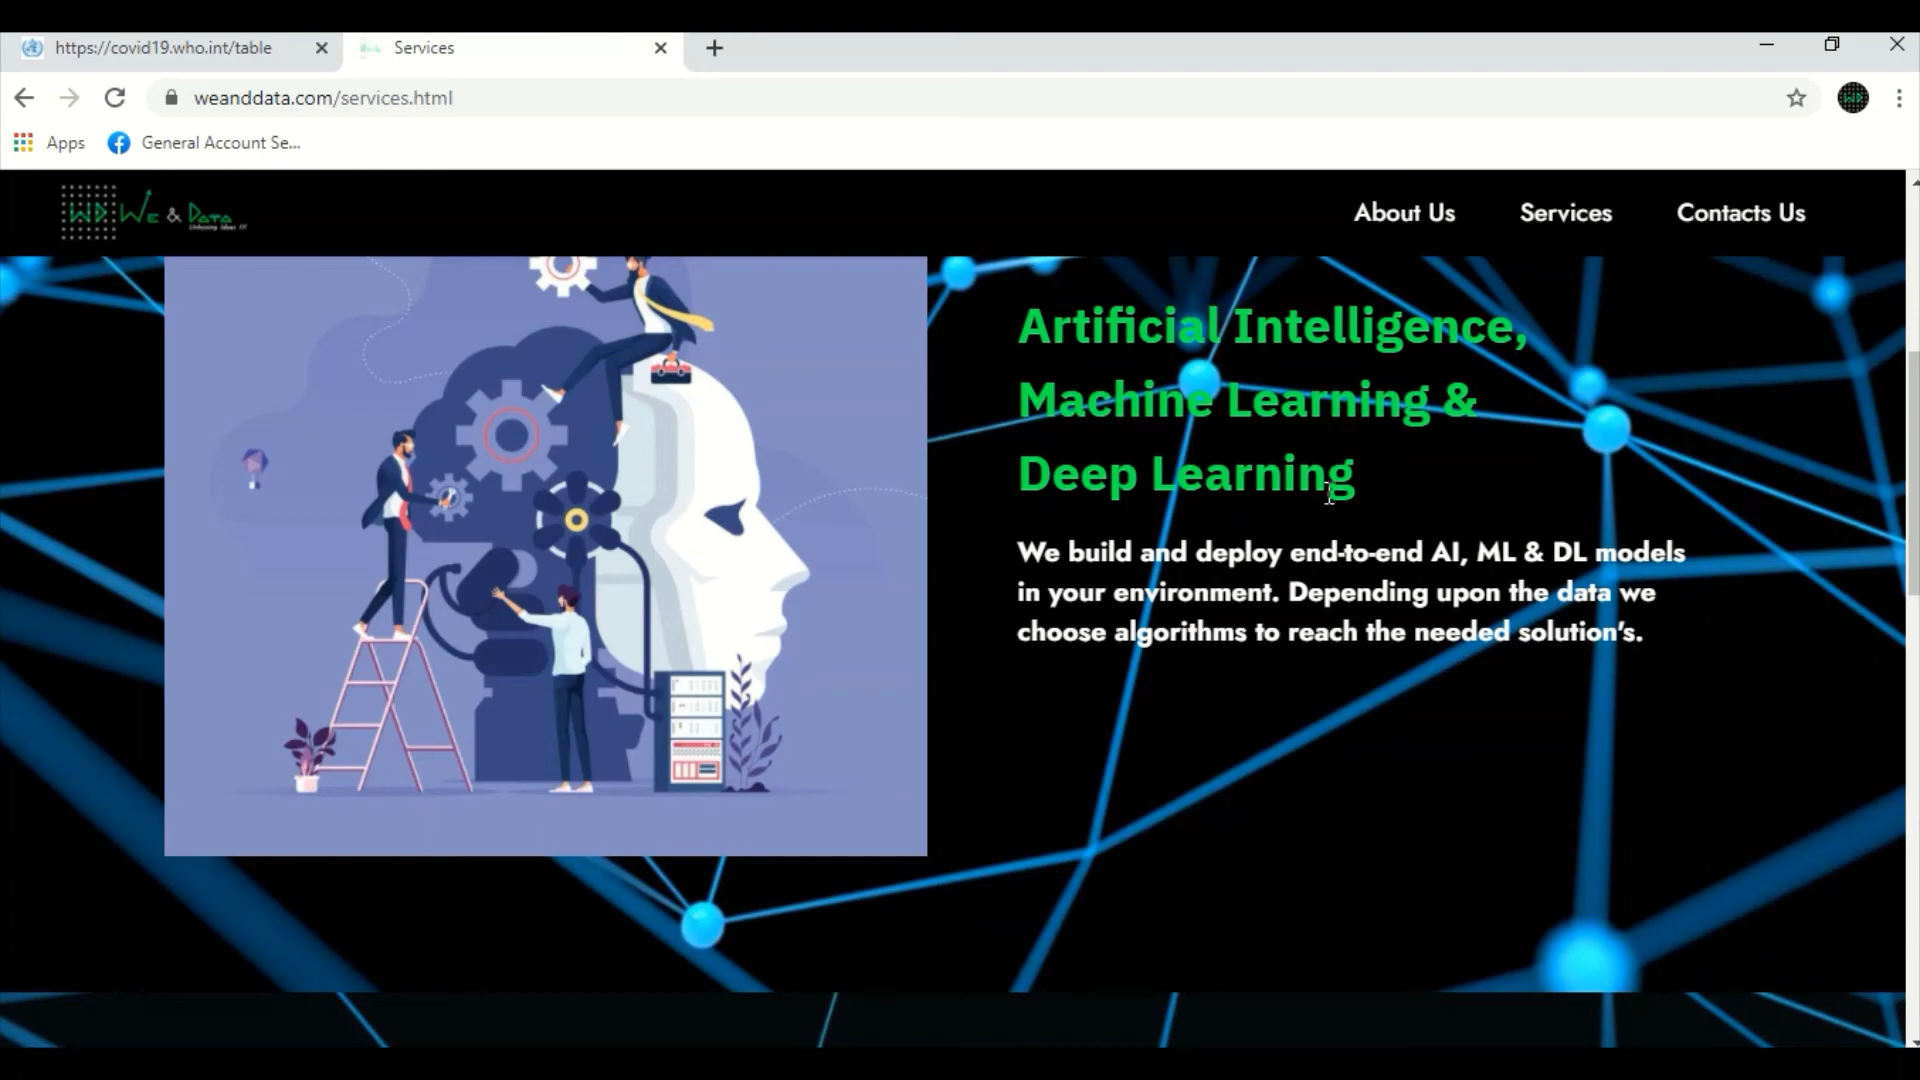 https://covid19.who.int/table
Services
weanddata.com/services.html
Apps
General Account Se...
WD We & Data
About Us
Services
Contacts Us
Artificial Intelligence,
Machine Learning &
Deep Learning
We build and deploy end-to-end AI, ML & DL models
in your environment. Depending upon the data we
choose algorithms to reach the needed solution's.